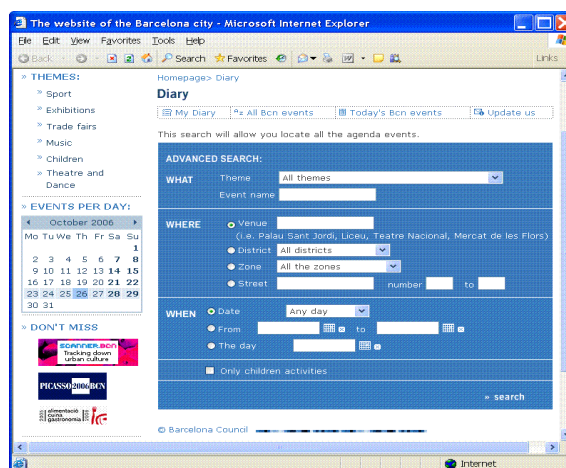 The website of the Barcelona city - Microsoft Internet Explorer
File Edit View Favorites Tools Help
Back Search Favorites Links
» THEMES:
» Sport
» Exhibitions
» Trade fairs
» Music
» Children
» Theatre and
Dance
» EVENTS PER DAY:
October 2006
Mo Tu We Th Fr Sa Su
1
2 3 4 5 6 7 8
9 10 11 12 13 14 15
16 17 18 19 20 21 22
23 24 25 26 27 28 29
30 31
» DON'T MISS
SCANNER.BCN
Tracking down
urban culture
PICASSO2006BCN
alimentació
cuina
gastronomia
Homepage> Diary
Diary
My Diary All Bcn events Today's Bcn events Update us
This search will allow you locate all the agenda events.
ADVANCED SEARCH:
WHAT Theme All themes
Event name
WHERE Venue
(i.e. Palau Sant Jordi, Liceu, Teatre Nacional, Mercat de les Flors)
District All districts
Zone All the zones
Street number to
WHEN Date Any day
From to
The day
Only children activities
» search
© Barcelona Council
Internet